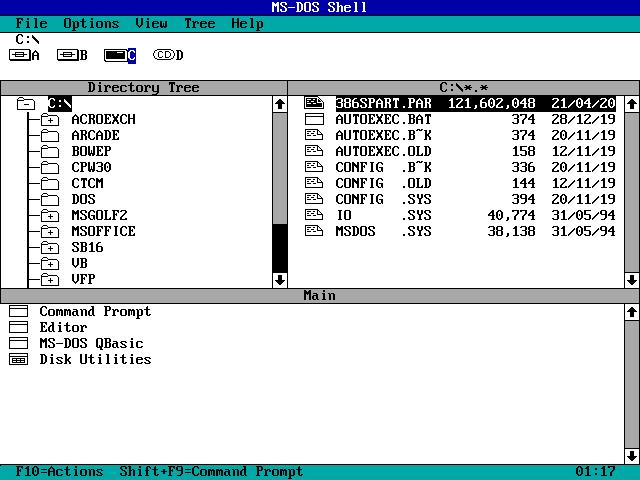 MS-DOS Shell
File Options View Tree Help
C:\
A B C CD D
Directory Tree
C:\
ACROEXCH
ARCADE
BOWEP
CPW30
CTCM
DOS
MSGOLF2
MSOFFICE
SB16
VB
VFP
C:\*.*
386SPART.PAR 121,602,048 21/04/20
AUTOEXEC.BAT 374 28/12/19
AUTOEXEC.B~K 374 20/11/19
AUTOEXEC.OLD 158 12/11/19
CONFIG .B~K 336 20/11/19
CONFIG .OLD 144 12/11/19
CONFIG .SYS 394 20/11/19
IO .SYS 40,774 31/05/94
MSDOS .SYS 38,138 31/05/94
Main
Command Prompt
Editor
MS-DOS QBasic
Disk Utilities
F10=Actions Shift+F9=Command Prompt 01:17